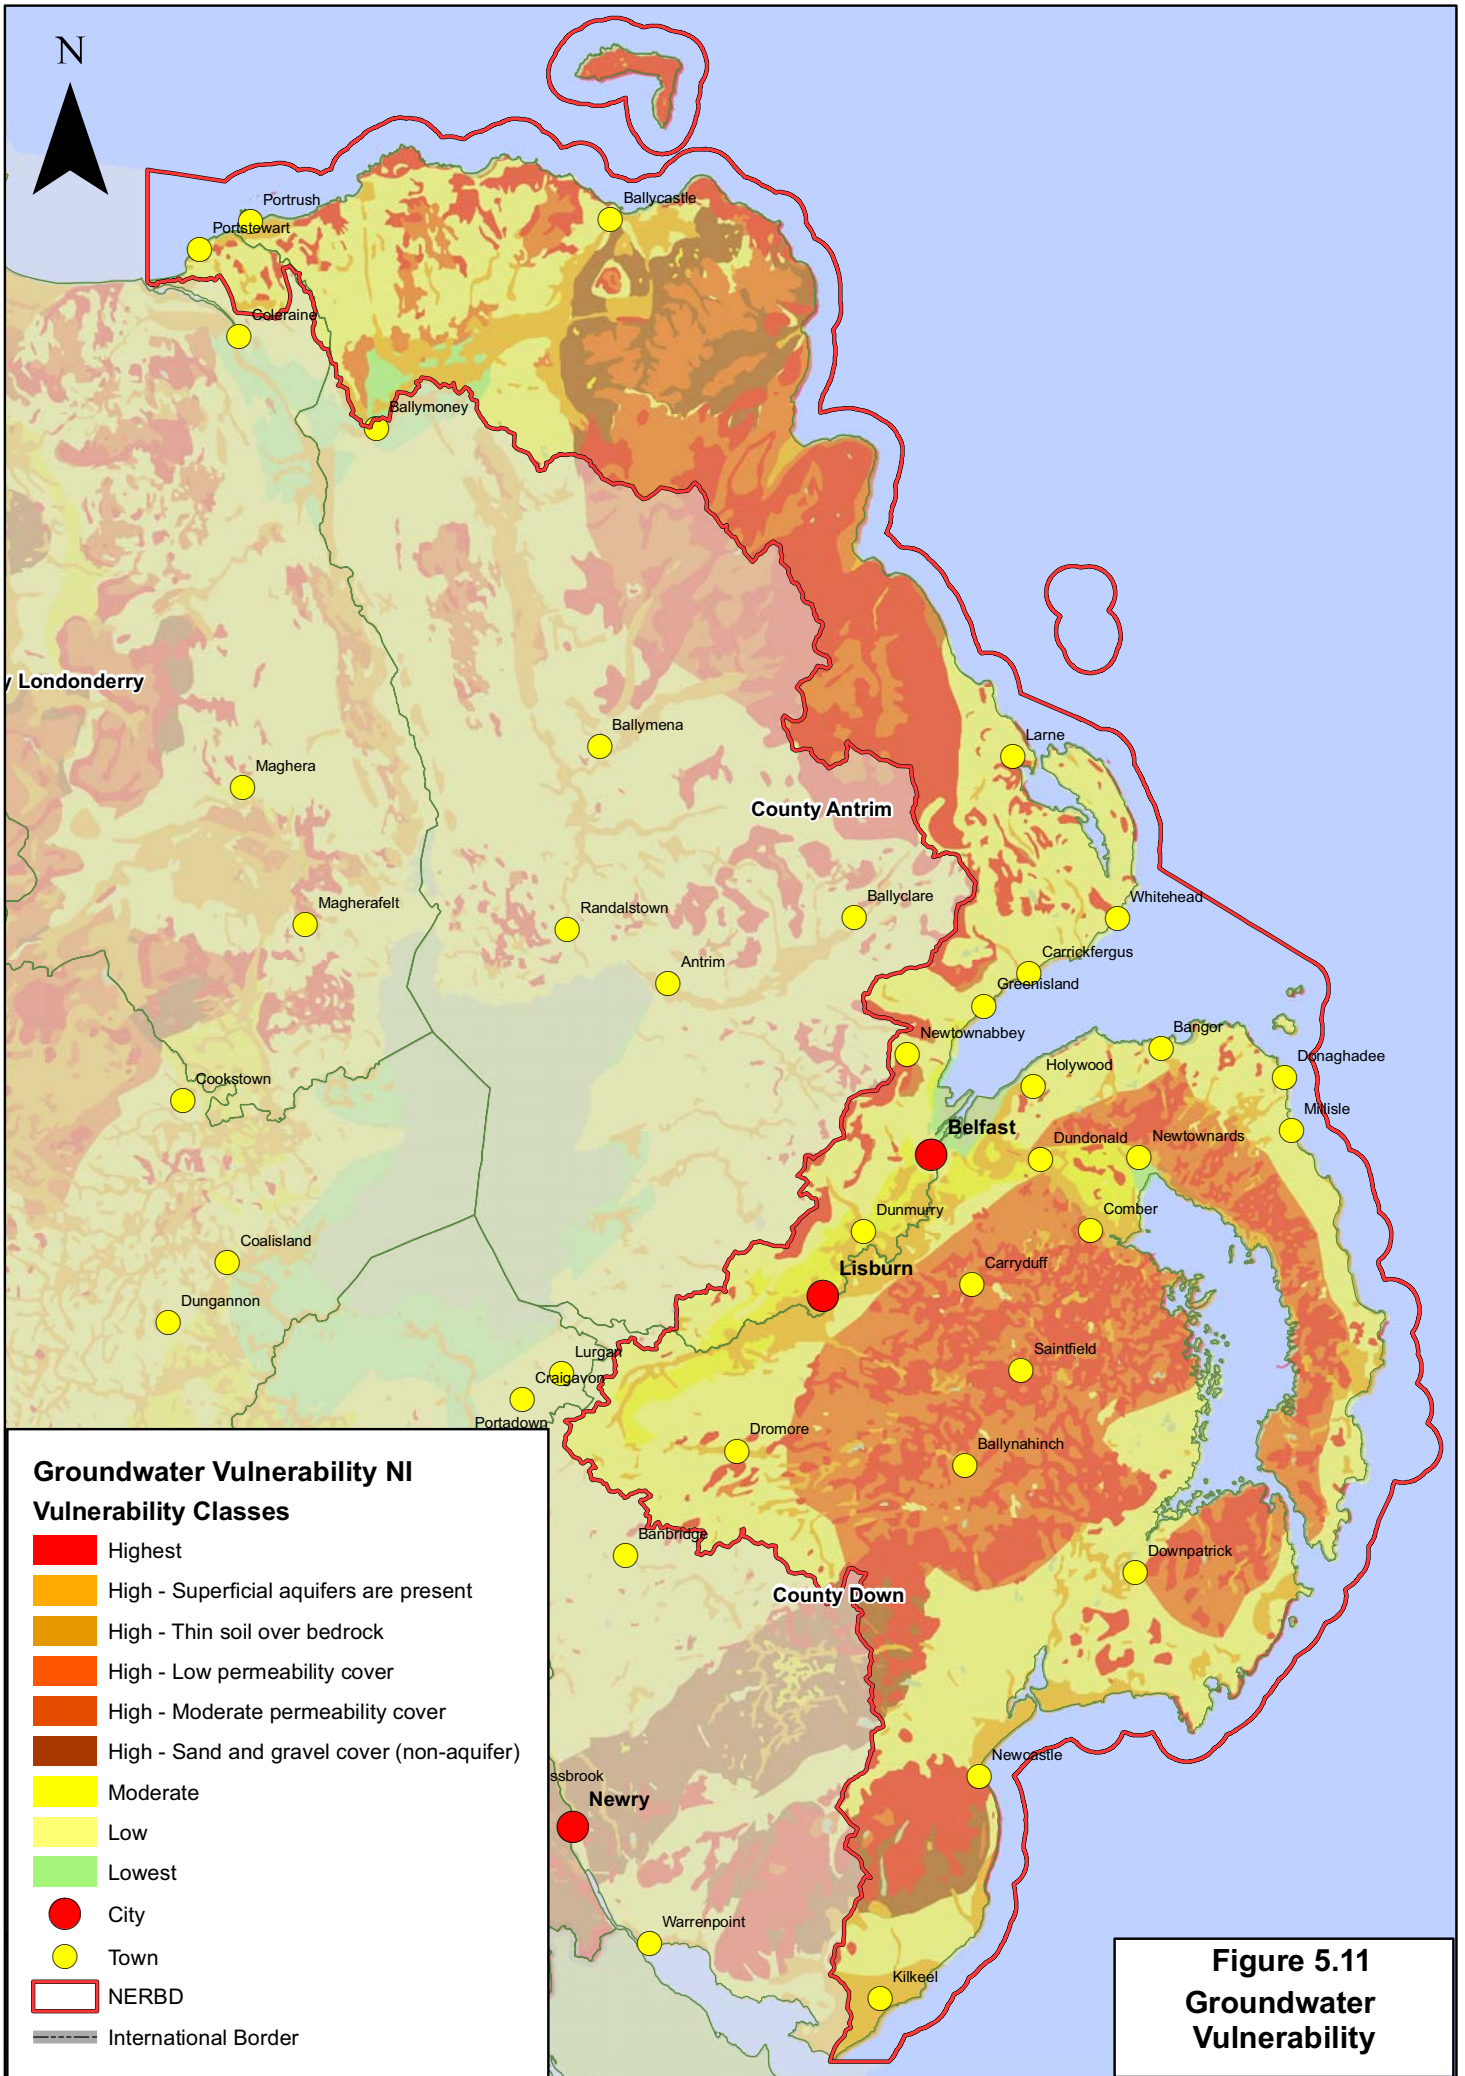 N
Portrush
Ballycastle
Portstewart
Coleraine
Ballymoney
y Londonderry
Ballymena
Larne
Maghera
County Antrim
Ballyclare
Whitehead
Magherafelt
Randalstown
Carrickfergus
Antrim
Greenisland
Newtownabbey
Bangor
Donaghadee
Holywood
Cookstown
Millisle
Belfast
Dundonald
Newtownards
Dunmurry
Comber
Coalisland
Lisburn
Carryduff
Dungannon
Lurgan
Saintfield
Craigavon
Portadown
Dromore
Ballynahinch
Banbridge
Downpatrick
County Down
Newcastle
ssbrook
Newry
Warrenpoint
Kilkeel
Groundwater Vulnerability NI
Vulnerability Classes
Highest
High - Superficial aquifers are present
High - Thin soil over bedrock
High - Low permeability cover
High - Moderate permeability cover
High - Sand and gravel cover (non-aquifer)
Moderate
Low
Lowest
City
Town
NERBD
International Border
Figure 5.11
Groundwater
Vulnerability